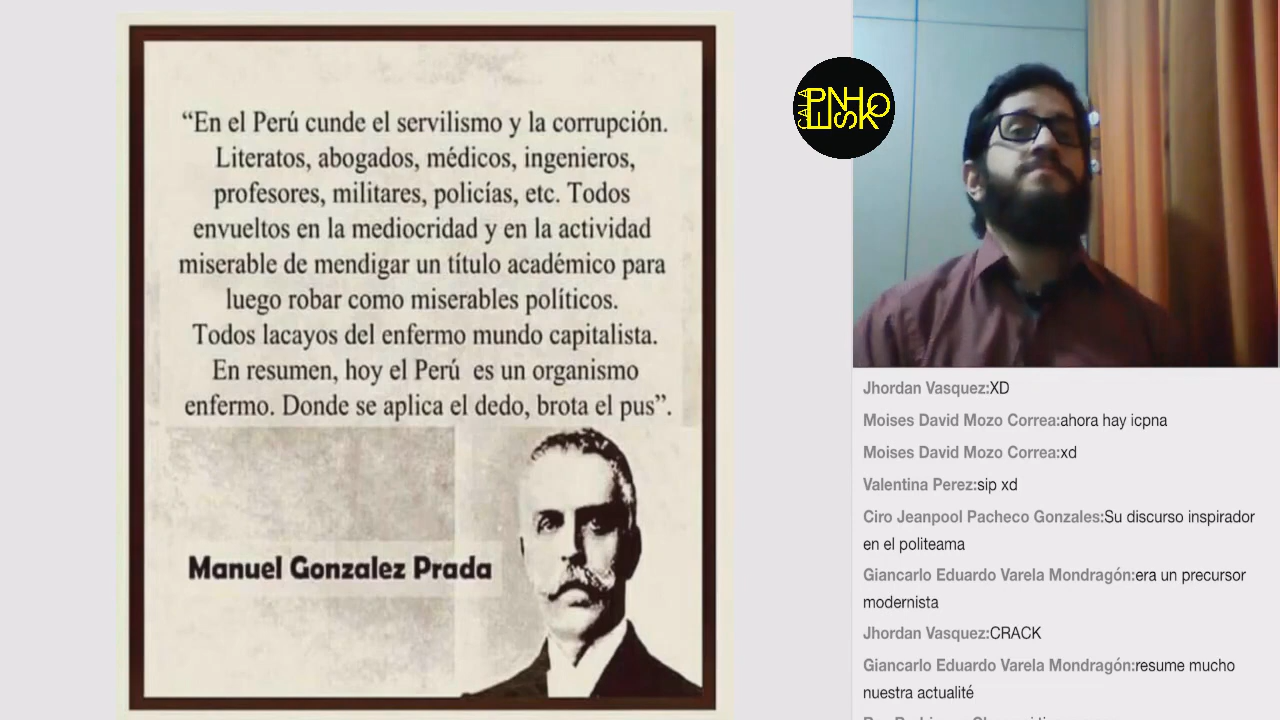 “En el Perú cunde el servilismo y la corrupción.
Literatos, abogados, médicos, ingenieros,
profesores, militares, policías, etc. Todos
envueltos en la mediocridad y en la actividad
miserable de mendigar un título académico para
luego robar como miserables políticos.
Todos lacayos del enfermo mundo capitalista.
En resumen, hoy el Perú es un organismo
enfermo. Donde se aplica el dedo, brota el pus”.
Manuel Gonzalez Prada
Jhordan Vasquez:XD
Moises David Mozo Correa:ahora hay icpna
Moises David Mozo Correa:xd
Valentina Perez:sip xd
Ciro Jeanpool Pacheco Gonzales:Su discurso inspirador
en el politeama
Giancarlo Eduardo Varela Mondragón:era un precursor
modernista
Jhordan Vasquez:CRACK
Giancarlo Eduardo Varela Mondragón:resume mucho
nuestra actualité